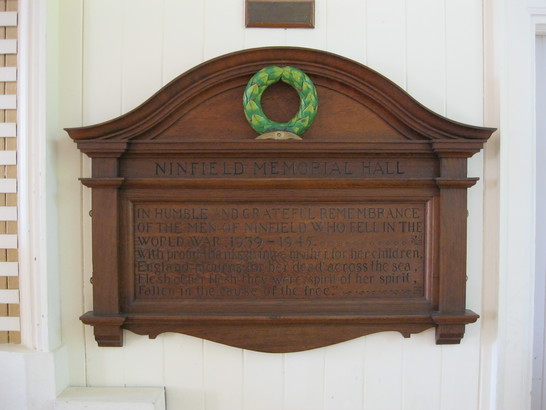 NINFIELD MEMORIAL HALL
IN HUMBLE AND GRATEFUL REMEMBRANCE
OF THE MEN OF NINFIELD WHO FELL IN THE
WORLD WAR 1939-1945.
With proud thanksgiving, a mother for her children,
England mourns for her dead across the sea,
Flesh of her flesh they were, spirit of her spirit,
Fallen in the cause of the free.